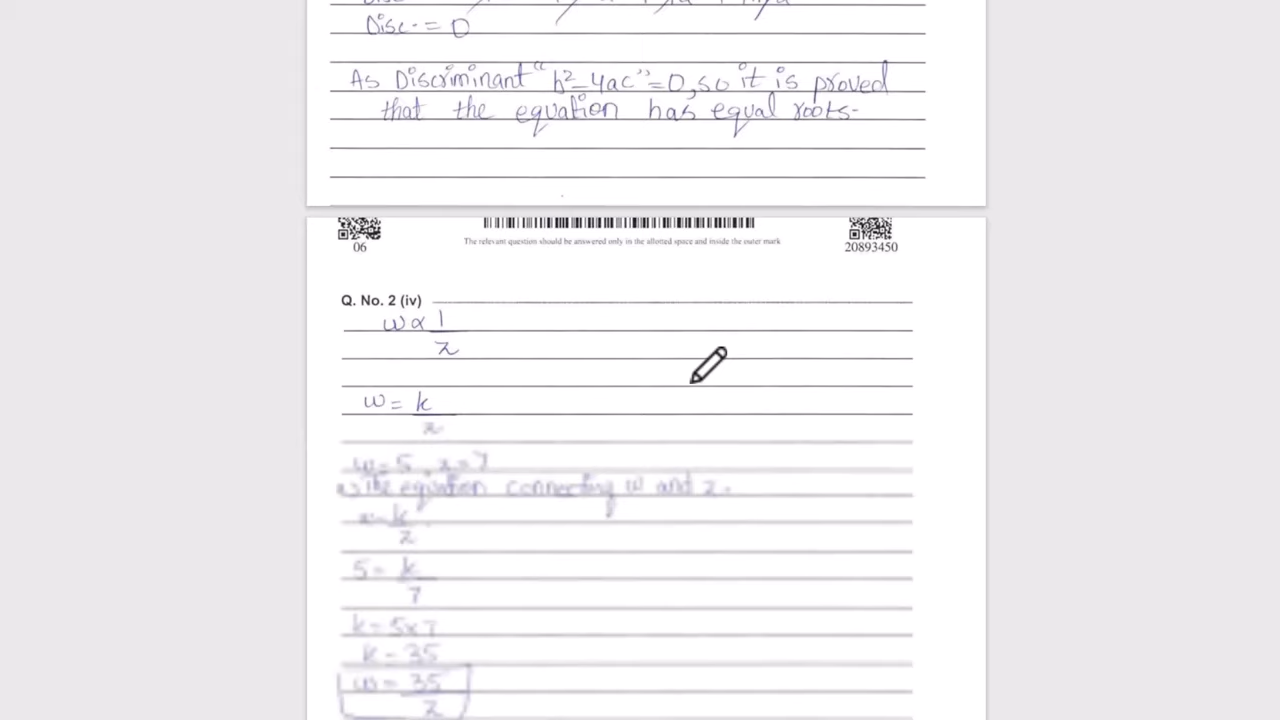 Disc. = 0
As Discriminant "b²-4ac"=0, so it is proved
that the equation has equal roots.
06
The relevant question should be answered only in the allotted space and inside the outer mark
20893450
Q. No. 2 (iv)
w ∝ 1
z
w = k
z
w=5, z=7
the equation connecting w and z.
k
z
5 = k
7
k = 5×7
k = 35
w = 35
z